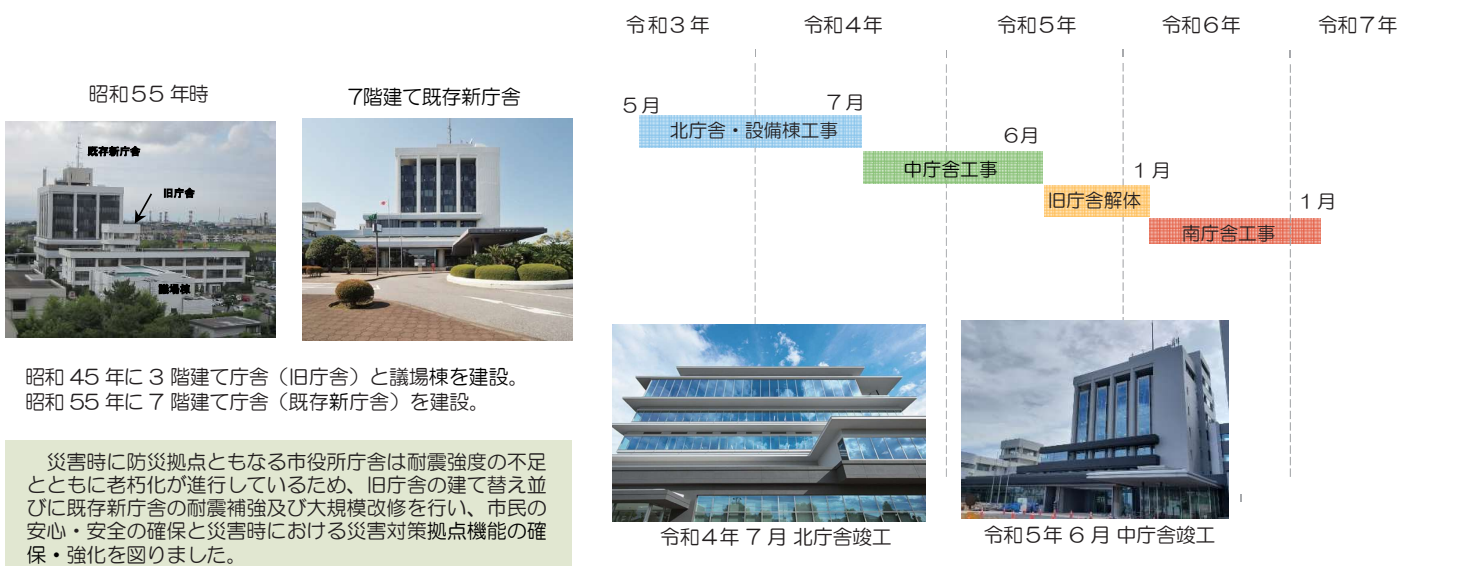 昭和55 年時
7階建て既存新庁舎
既存新庁舎
旧庁舎
議場棟
昭和 45 年に 3 階建て庁舎（旧庁舎）と議場棟を建設。
昭和 55 年に 7 階建て庁舎（既存新庁舎）を建設。
災害時に防災拠点ともなる市役所庁舎は耐震強度の不足
とともに老朽化が進行しているため、旧庁舎の建て替え並
びに既存新庁舎の耐震補強及び大規模改修を行い、市民の
安心・安全の確保と災害時における災害対策拠点機能の確
保・強化を図りました。
令和3 年
令和4年
令和5年
令和6年
令和7年
5月
7月
北庁舎・設備棟工事
6月
中庁舎工事
1月
旧庁舎解体
1月
南庁舎工事
令和4年 7 月 北庁舎竣工
令和5年 6 月 中庁舎竣工